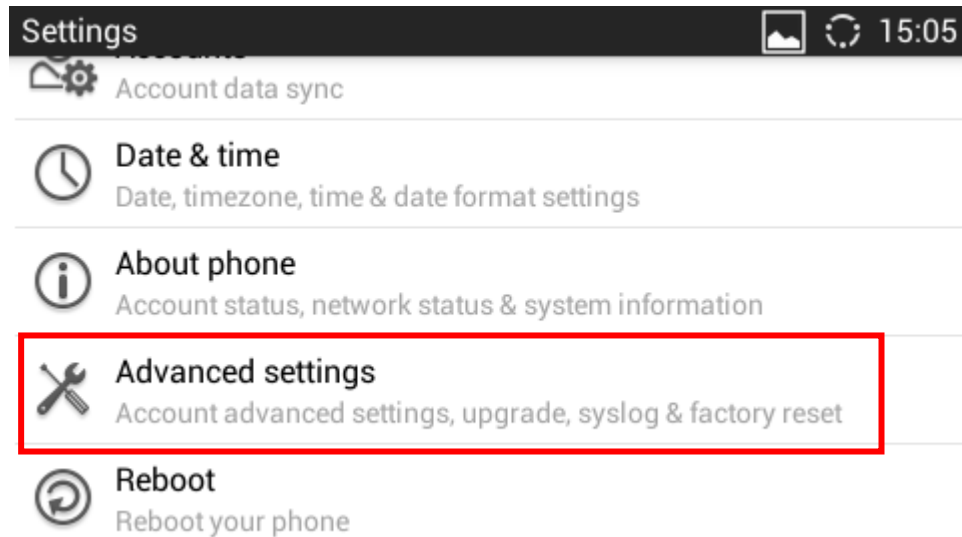 Settings 15:05
Accounts
Account data sync
Date & time
Date, timezone, time & date format settings
About phone
Account status, network status & system information
Advanced settings
Account advanced settings, upgrade, syslog & factory reset
Reboot
Reboot your phone